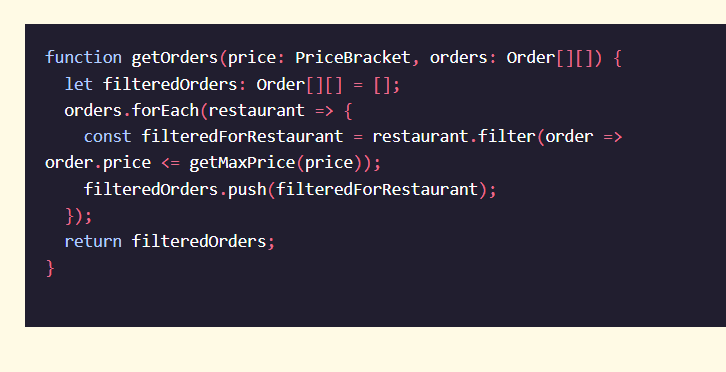 function getOrders(price: PriceBracket, orders: Order[][]) {
  let filteredOrders: Order[][] = [];
  orders.forEach(restaurant => {
    const filteredForRestaurant = restaurant.filter(order =>
order.price <= getMaxPrice(price));
    filteredOrders.push(filteredForRestaurant);
  });
  return filteredOrders;
}